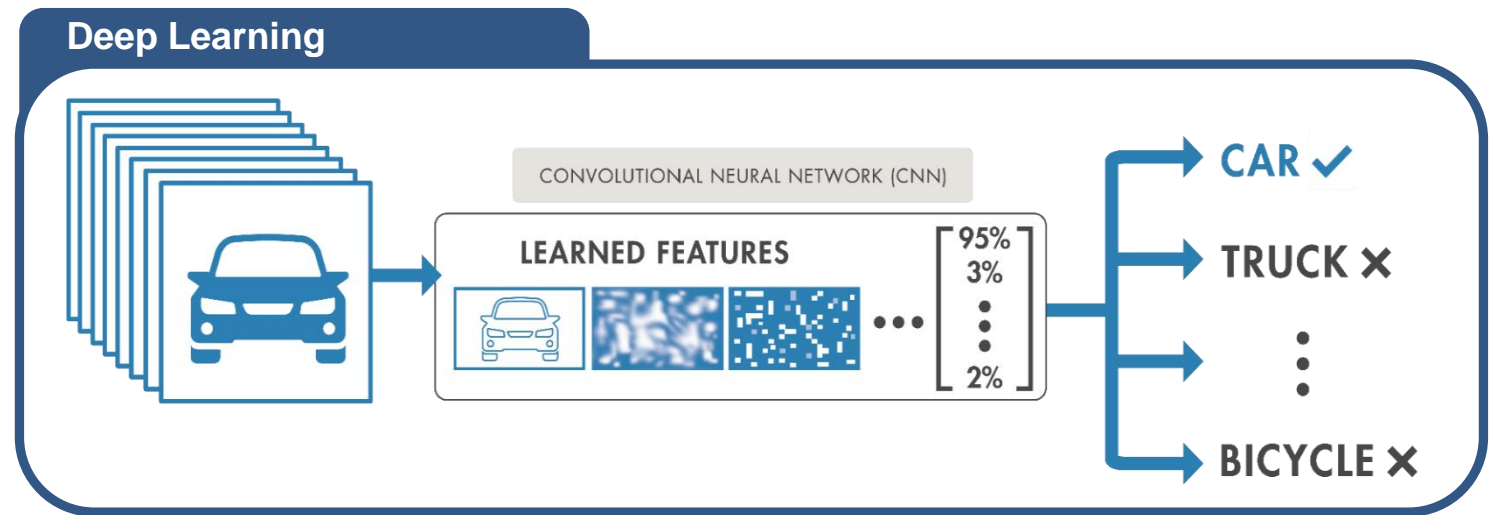 Deep Learning
CONVOLUTIONAL NEURAL NETWORK (CNN)
LEARNED FEATURES
95%
3%
2%
CAR
TRUCK
BICYCLE